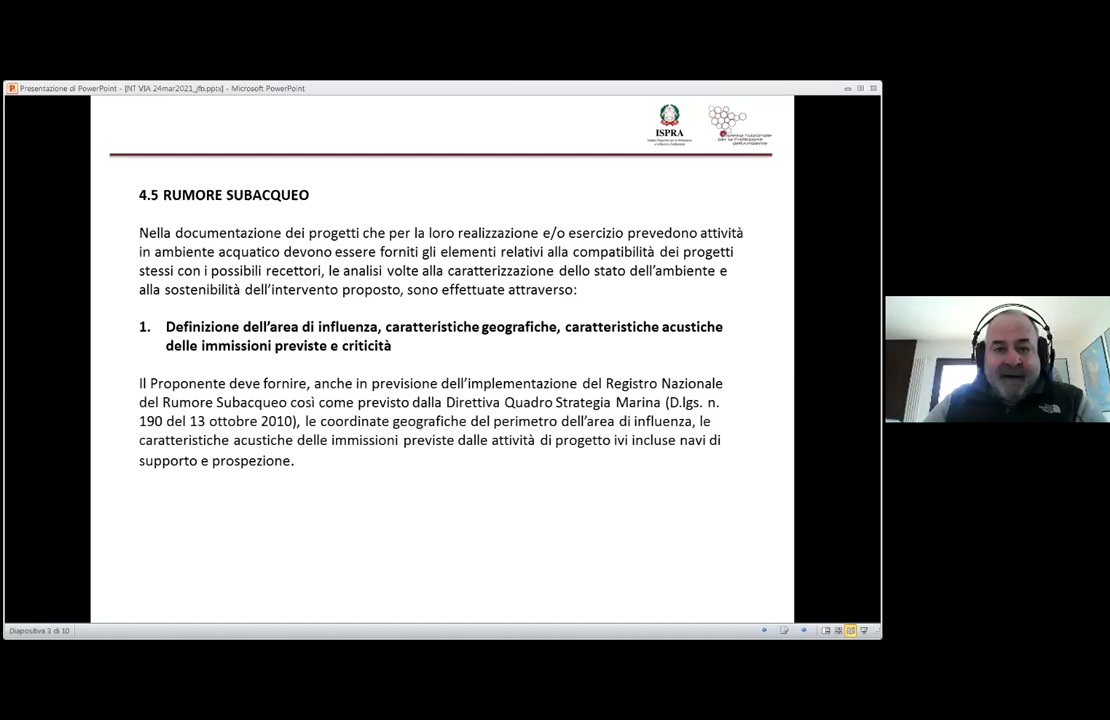 Presentazione di PowerPoint - [NT VIA 24mar2021_jfb.pptx] - Microsoft PowerPoint
ISPRA
4.5 RUMORE SUBACQUEO
Nella documentazione dei progetti che per la loro realizzazione e/o esercizio prevedono attività
in ambiente acquatico devono essere forniti gli elementi relativi alla compatibilità dei progetti
stessi con i possibili recettori, le analisi volte alla caratterizzazione dello stato dell'ambiente e
alla sostenibilità dell'intervento proposto, sono effettuate attraverso:
1. Definizione dell'area di influenza, caratteristiche geografiche, caratteristiche acustiche
delle immissioni previste e criticità
Il Proponente deve fornire, anche in previsione dell'implementazione del Registro Nazionale
del Rumore Subacqueo così come previsto dalla Direttiva Quadro Strategia Marina (D.lgs. n.
190 del 13 ottobre 2010), le coordinate geografiche del perimetro dell'area di influenza, le
caratteristiche acustiche delle immissioni previste dalle attività di progetto ivi incluse navi di
supporto e prospezione.
Diapositiva 3 di 10